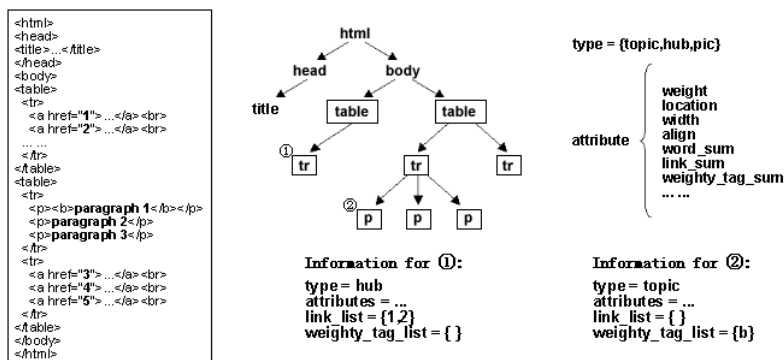 <html>
<head>
<title>...</title>
</head>
<body>
<table>
<tr>
<a href="1">...</a><br>
<a href="2">...</a><br>
... ...
</tr>
</table>
<table>
<tr>
<p><b>paragraph 1</b></p>
<p>paragraph 2</p>
<p>paragraph 3</p>
</tr>
<tr>
<a href="3">...</a><br>
<a href="4">...</a><br>
<a href="5">...</a><br>
</tr>
</table>
</body>
</html>
html
head body
title table table
① tr tr tr
② p p p
type = {topic,hub,pic}
attribute
weight
location
width
align
word_sum
link_sum
weighty_tag_sum
... ...
Information for ①:
type = hub
attributes = ...
link_list = {1,2}
weighty_tag_list = { }
Information for ②:
type = topic
attributes = ...
link_list = { }
weighty_tag_list = {b}